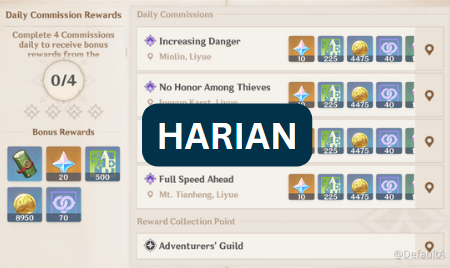 Daily Commission Rewards
Complete 4 Commissions
daily to receive bonus
rewards from the
0/4
Bonus Rewards
20
500
8950
70
Daily Commissions
Increasing Danger
Minlin, Liyue
10
225
4475
40
No Honor Among Thieves
Liyue
10
225
4475
40
HARIAN
225
4475
40
Full Speed Ahead
Mt. Tianheng, Liyue
10
225
4475
40
Reward Collection Point
Adventurers' Guild
@DefaultA